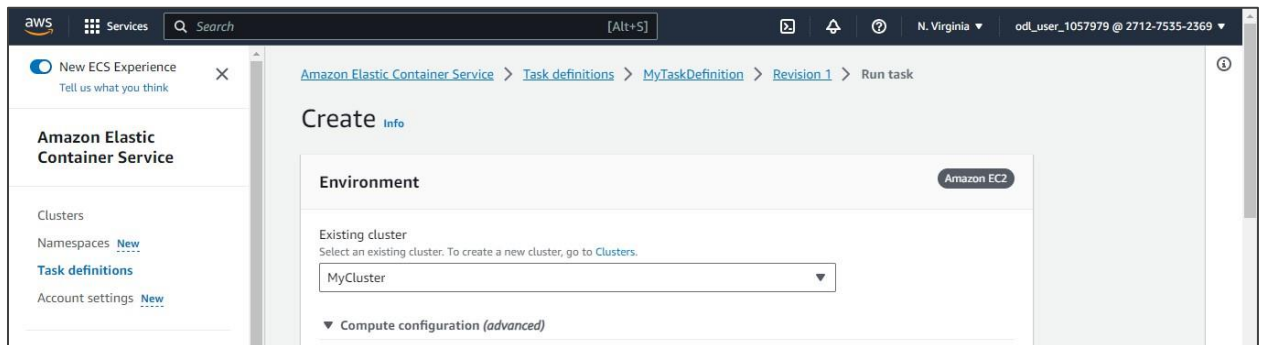 aws Services Search [Alt+S] N. Virginia ▼ odl_user_1057979 @ 2712-7535-2369 ▼
New ECS Experience
Tell us what you think
Amazon Elastic
Container Service
Clusters
Namespaces New
Task definitions
Account settings New
Amazon Elastic Container Service > Task definitions > MyTaskDefinition > Revision 1 > Run task
Create Info
Environment Amazon EC2
Existing cluster
Select an existing cluster. To create a new cluster, go to Clusters.
MyCluster
▼ Compute configuration (advanced)